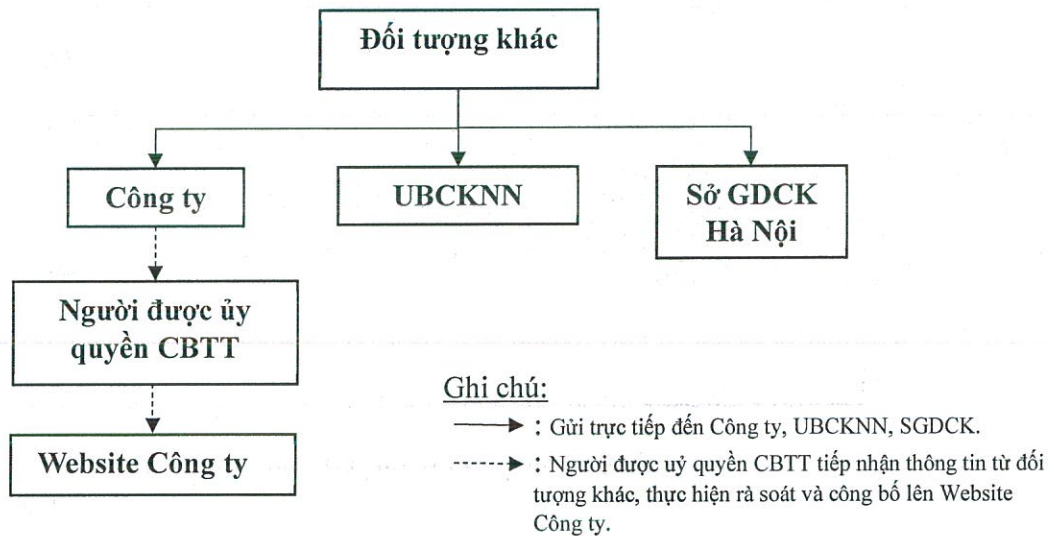 Đối tượng khác
Công ty
UBCKNN
Sở GDCK
Hà Nội
Người được ủy
quyền CBTT
Website Công ty
Ghi chú:
: Gửi trực tiếp đến Công ty, UBCKNN, SGDCK.
: Người được uỷ quyền CBTT tiếp nhận thông tin từ đối
tượng khác, thực hiện rà soát và công bố lên Website
Công ty.